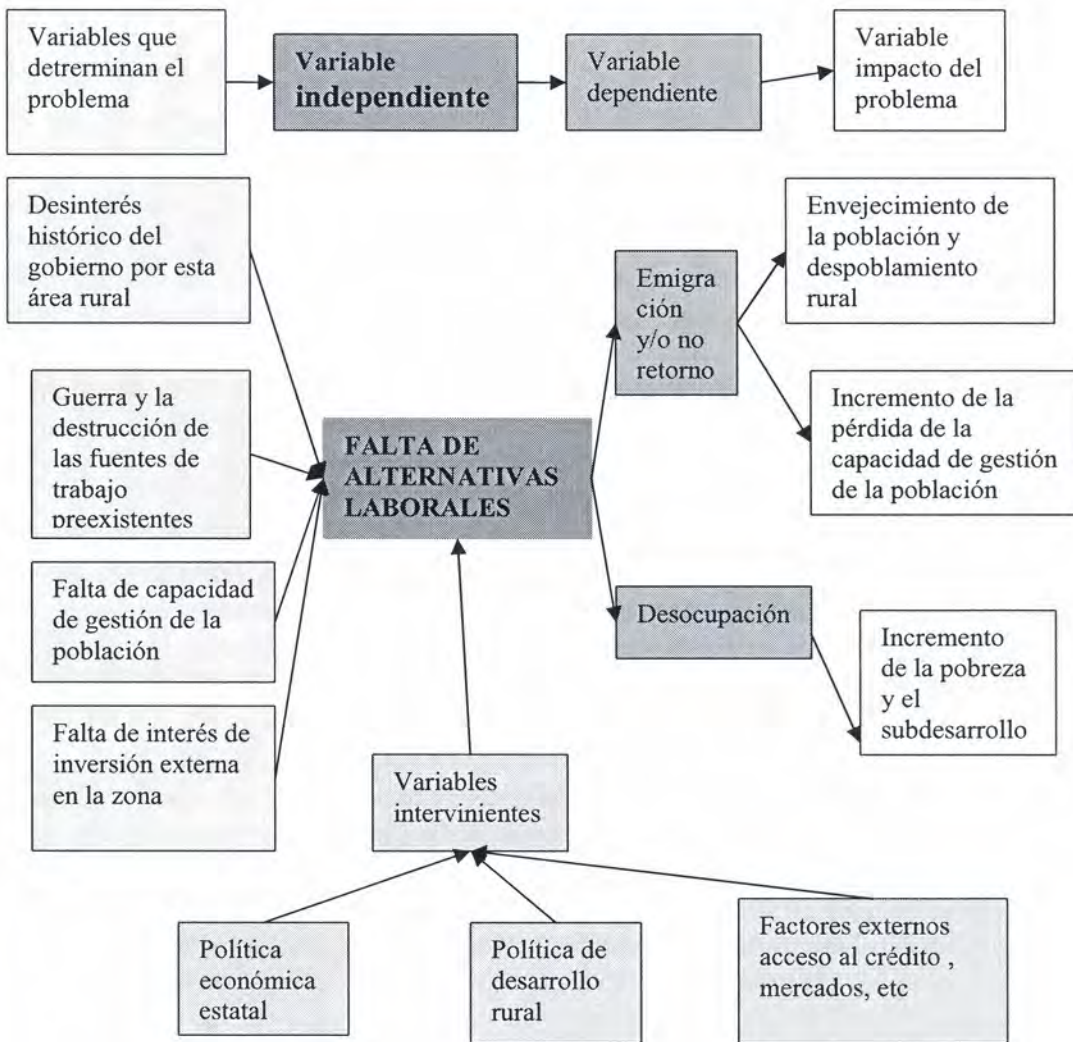 Variables que
detrerminan el
problema
Variable
independiente
Variable
dependiente
Variable
impacto del
problema
Desinterés
histórico del
gobierno por esta
área rural
Guerra y la
destrucción de
las fuentes de
trabajo
preexistentes
Falta de capacidad
de gestión de la
población
Falta de interés de
inversión externa
en la zona
FALTA DE
ALTERNATIVAS
LABORALES
Emigra
ción
y/o no
retorno
Desocupación
Envejecimiento de
la población y
despoblamiento
rural
Incremento de la
pérdida de la
capacidad de gestión
de la población
Incremento
de la pobreza
y el
subdesarrollo
Variables
intervinientes
Política
económica
estatal
Política de
desarrollo
rural
Factores externos
acceso al crédito ,
mercados, etc